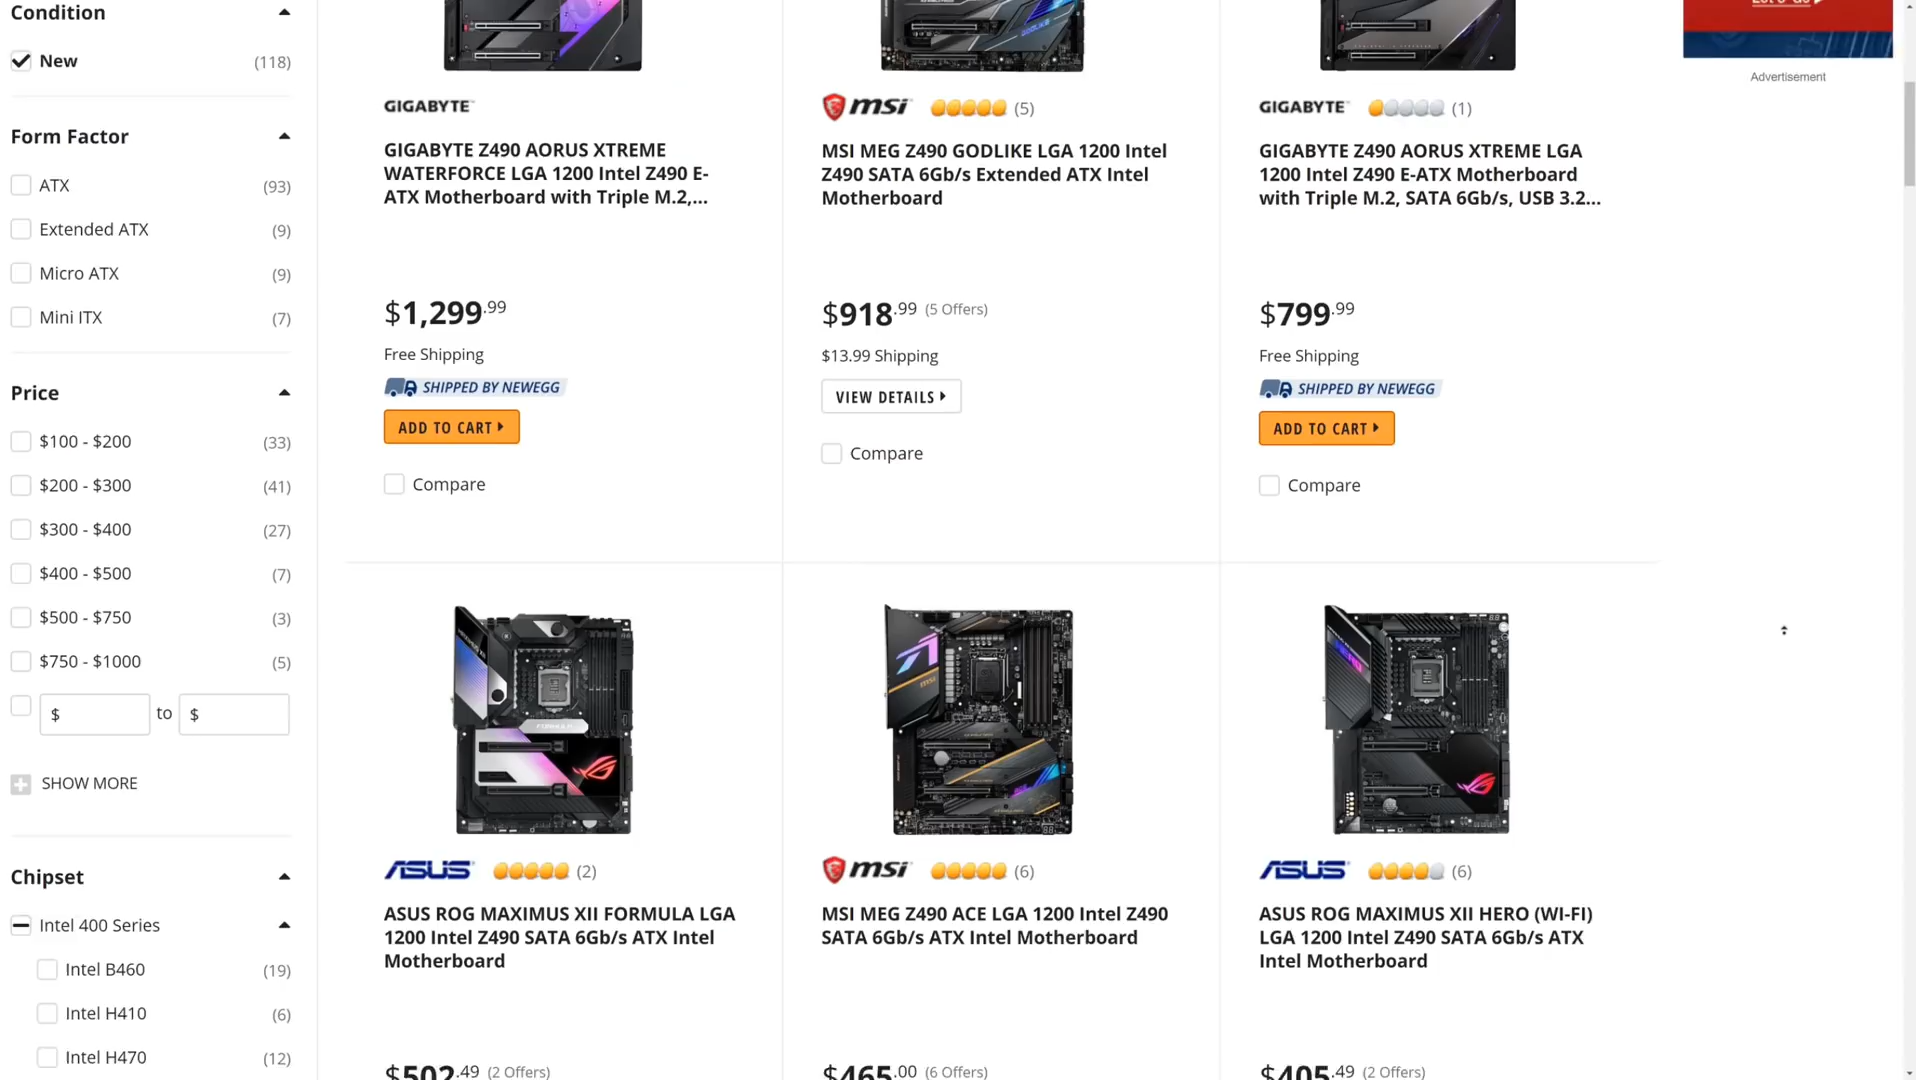 Condition
New (118)
Form Factor
ATX (93)
Extended ATX (9)
Micro ATX (9)
Mini ITX (7)
Price
$100 - $200 (33)
$200 - $300 (41)
$300 - $400 (27)
$400 - $500 (7)
$500 - $750 (3)
$750 - $1000 (5)
$ to $
SHOW MORE
Chipset
Intel 400 Series
Intel B460 (19)
Intel H410 (6)
Intel H470 (12)
GIGABYTE
GIGABYTE Z490 AORUS XTREME
WATERFORCE LGA 1200 Intel Z490 E-
ATX Motherboard with Triple M.2,...
$1,299.99
Free Shipping
SHIPPED BY NEWEGG
ADD TO CART
Compare
msi (5)
MSI MEG Z490 GODLIKE LGA 1200 Intel
Z490 SATA 6Gb/s Extended ATX Intel
Motherboard
$918.99 (5 Offers)
$13.99 Shipping
VIEW DETAILS
Compare
GIGABYTE (1)
GIGABYTE Z490 AORUS XTREME LGA
1200 Intel Z490 E-ATX Motherboard
with Triple M.2, SATA 6Gb/s, USB 3.2...
$799.99
Free Shipping
SHIPPED BY NEWEGG
ADD TO CART
Compare
ASUS (2)
ASUS ROG MAXIMUS XII FORMULA LGA
1200 Intel Z490 SATA 6Gb/s ATX Intel
Motherboard
$502.49 (2 Offers)
msi (6)
MSI MEG Z490 ACE LGA 1200 Intel Z490
SATA 6Gb/s ATX Intel Motherboard
$465.00 (6 Offers)
ASUS (6)
ASUS ROG MAXIMUS XII HERO (WI-FI)
LGA 1200 Intel Z490 SATA 6Gb/s ATX
Intel Motherboard
$405.49 (2 Offers)
Advertisement